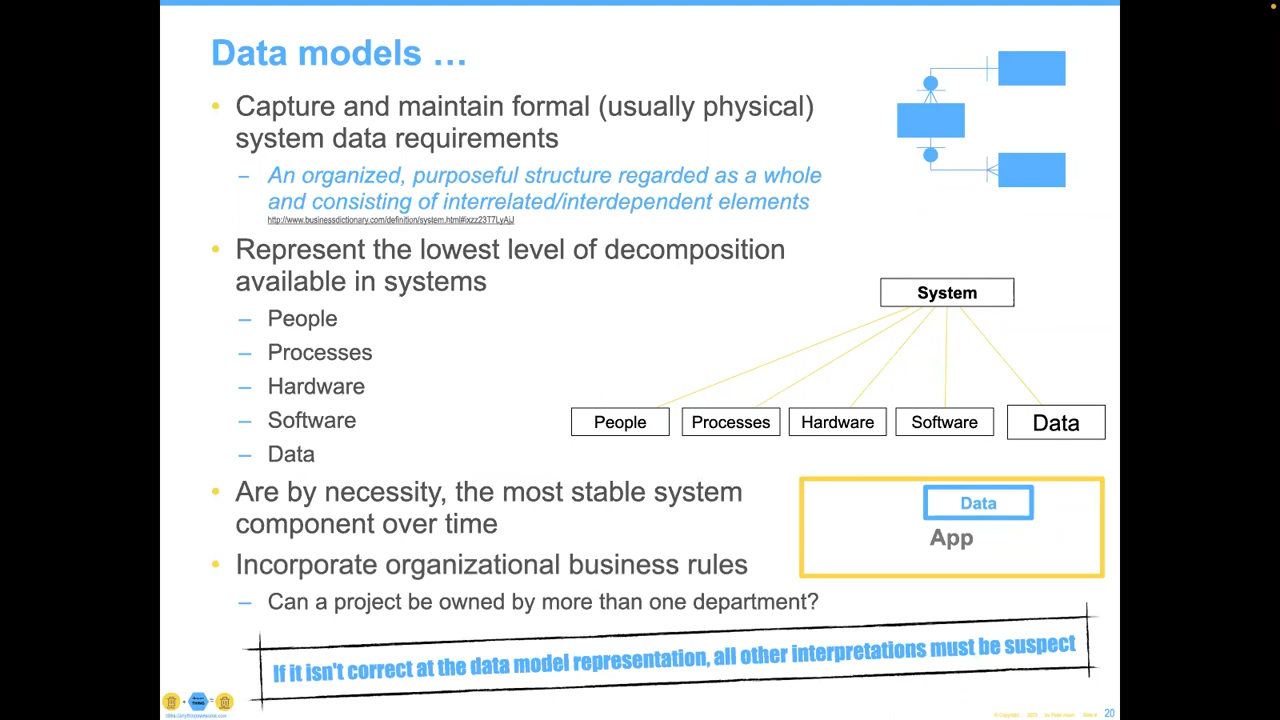 Data models …
• Capture and maintain formal (usually physical)
system data requirements
– An organized, purposeful structure regarded as a whole
and consisting of interrelated/interdependent elements
http://www.businessdictionary.com/definition/system.html#ixzz23T7LyAjJ
• Represent the lowest level of decomposition
available in systems
– People
– Processes
– Hardware
– Software
– Data
System
People Processes Hardware Software Data
• Are by necessity, the most stable system
component over time
• Incorporate organizational business rules
– Can a project be owned by more than one department?
Data
App
If it isn't correct at the data model representation, all other interpretations must be suspect
20